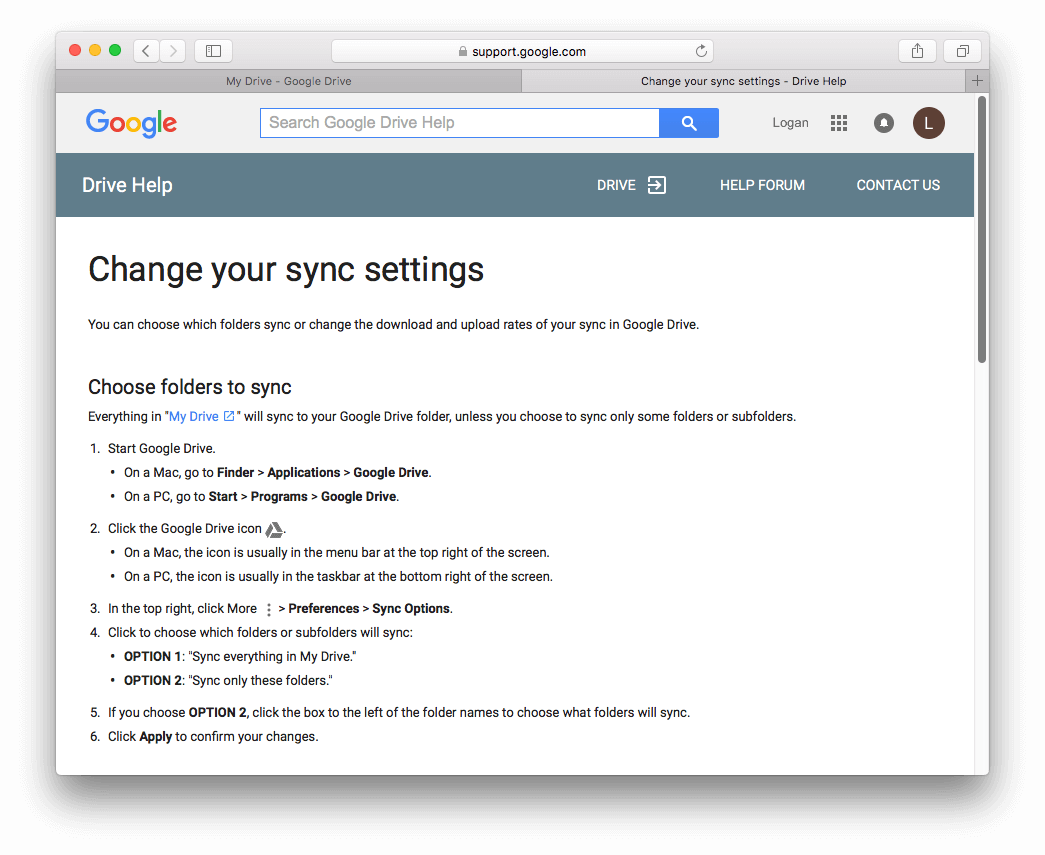 support.google.com
My Drive - Google Drive
Change your sync settings - Drive Help
Google
Search Google Drive Help
Logan
L
Drive Help
DRIVE
HELP FORUM
CONTACT US
Change your sync settings
You can choose which folders sync or change the download and upload rates of your sync in Google Drive.
Choose folders to sync
Everything in "My Drive" will sync to your Google Drive folder, unless you choose to sync only some folders or subfolders.
1. Start Google Drive.
• On a Mac, go to Finder > Applications > Google Drive.
• On a PC, go to Start > Programs > Google Drive.
2. Click the Google Drive icon .
• On a Mac, the icon is usually in the menu bar at the top right of the screen.
• On a PC, the icon is usually in the taskbar at the bottom right of the screen.
3. In the top right, click More > Preferences > Sync Options.
4. Click to choose which folders or subfolders will sync:
• OPTION 1: "Sync everything in My Drive."
• OPTION 2: "Sync only these folders."
5. If you choose OPTION 2, click the box to the left of the folder names to choose what folders will sync.
6. Click Apply to confirm your changes.